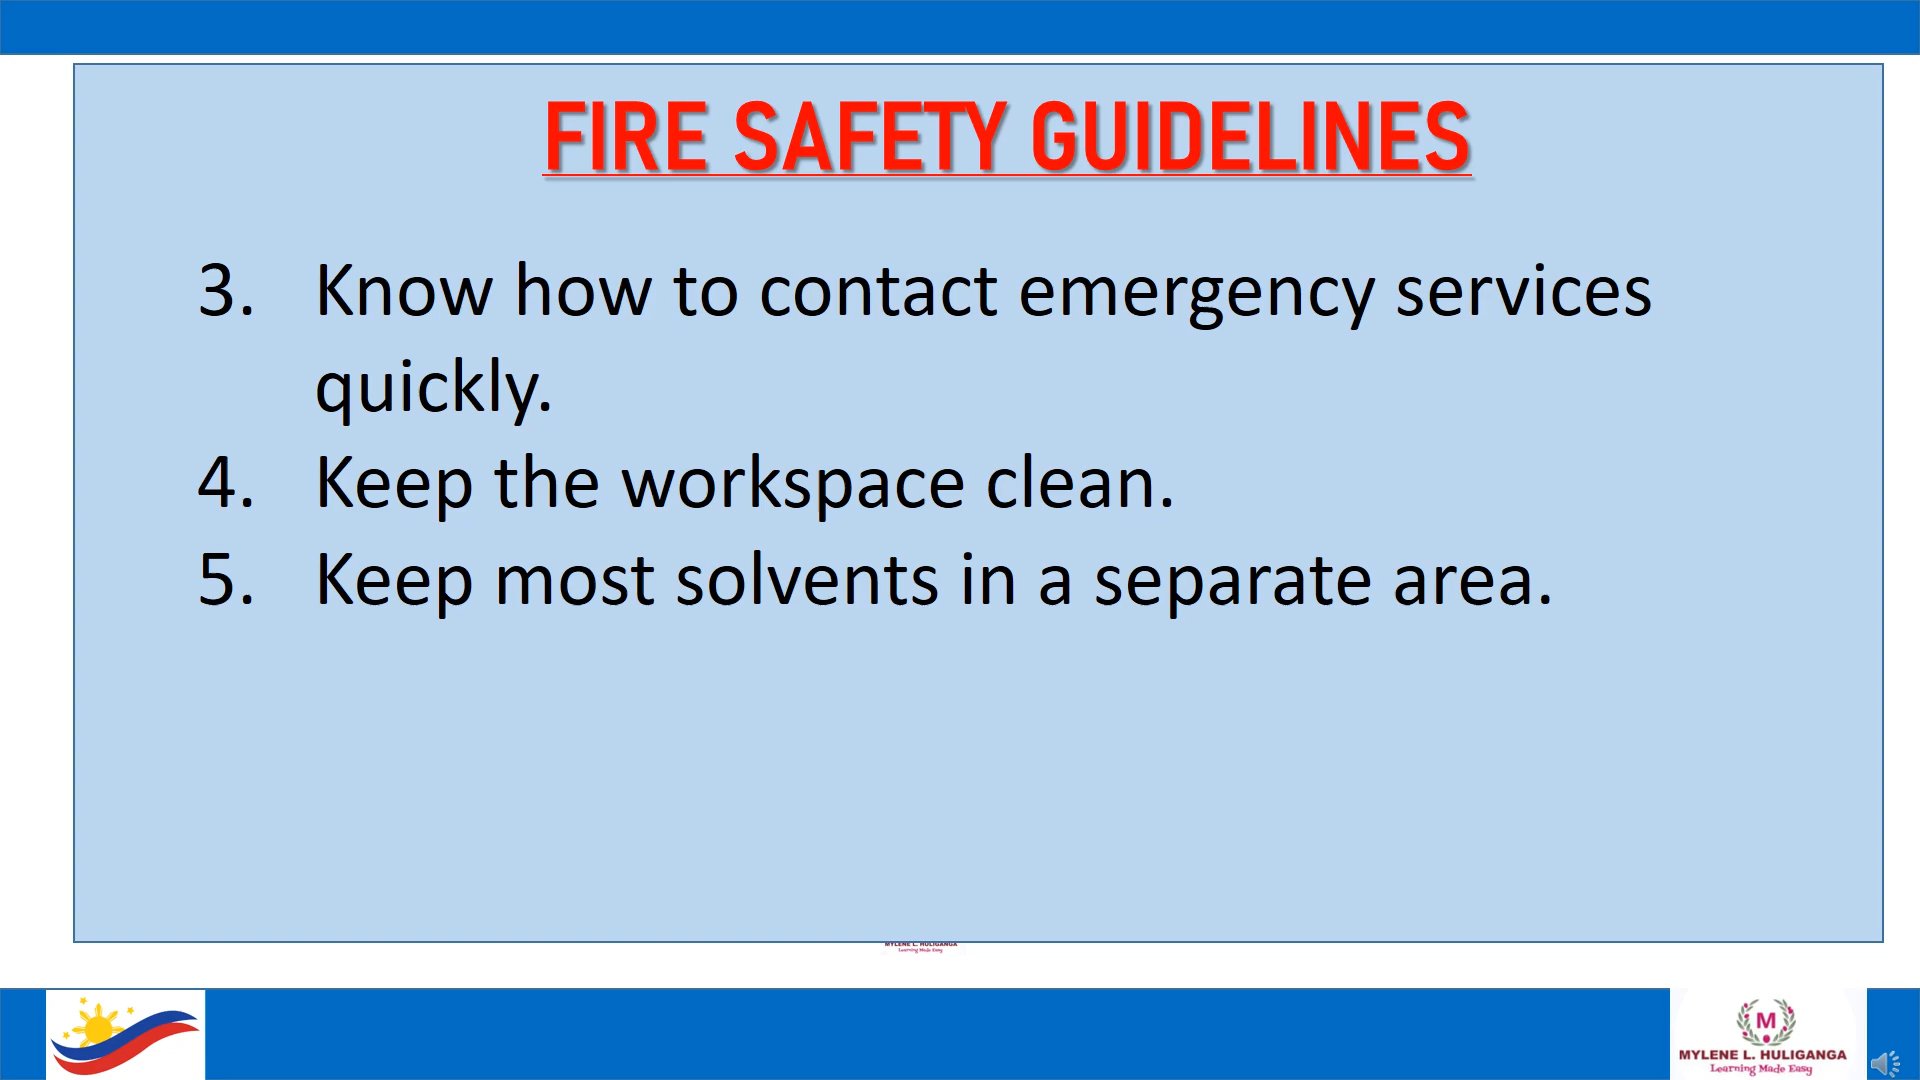 FIRE SAFETY GUIDELINES
3. Know how to contact emergency services
quickly.
4. Keep the workspace clean.
5. Keep most solvents in a separate area.
MYLENE L. HULIGANGA
Learning Made Easy
M
MYLENE L. HULIGANGA
Learning Made Easy